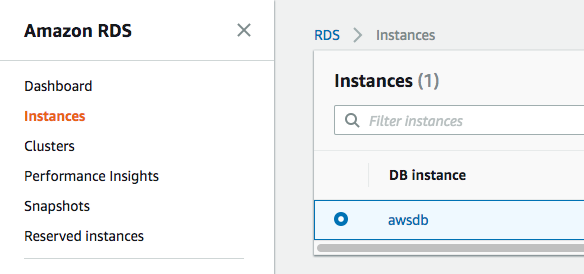 Amazon RDS
Dashboard
Instances
Clusters
Performance Insights
Snapshots
Reserved instances
RDS > Instances
Instances (1)
Filter instances
DB instance
awsdb